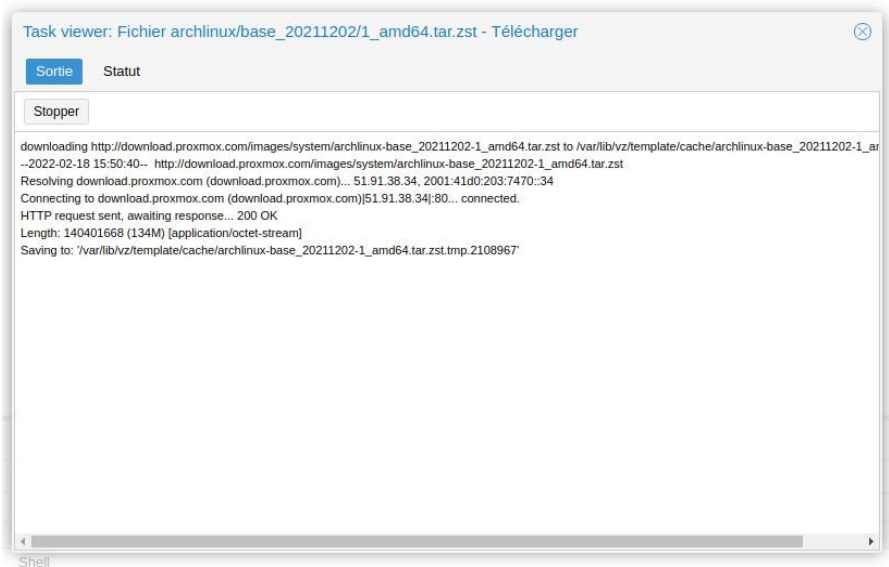 Task viewer: Fichier archlinux/base_20211202/1_amd64.tar.zst - Télécharger
Sortie Statut
Stopper
downloading http://download.proxmox.com/images/system/archlinux-base_20211202-1_amd64.tar.zst to /var/lib/vz/template/cache/archlinux-base_20211202-1_ar
--2022-02-18 15:50:40-- http://download.proxmox.com/images/system/archlinux-base_20211202-1_amd64.tar.zst
Resolving download.proxmox.com (download.proxmox.com)... 51.91.38.34, 2001:41d0:203:7470::34
Connecting to download.proxmox.com (download.proxmox.com)|51.91.38.34|:80... connected.
HTTP request sent, awaiting response... 200 OK
Length: 140401668 (134M) [application/octet-stream]
Saving to: '/var/lib/vz/template/cache/archlinux-base_20211202-1_amd64.tar.zst.tmp.2108967'
Shell